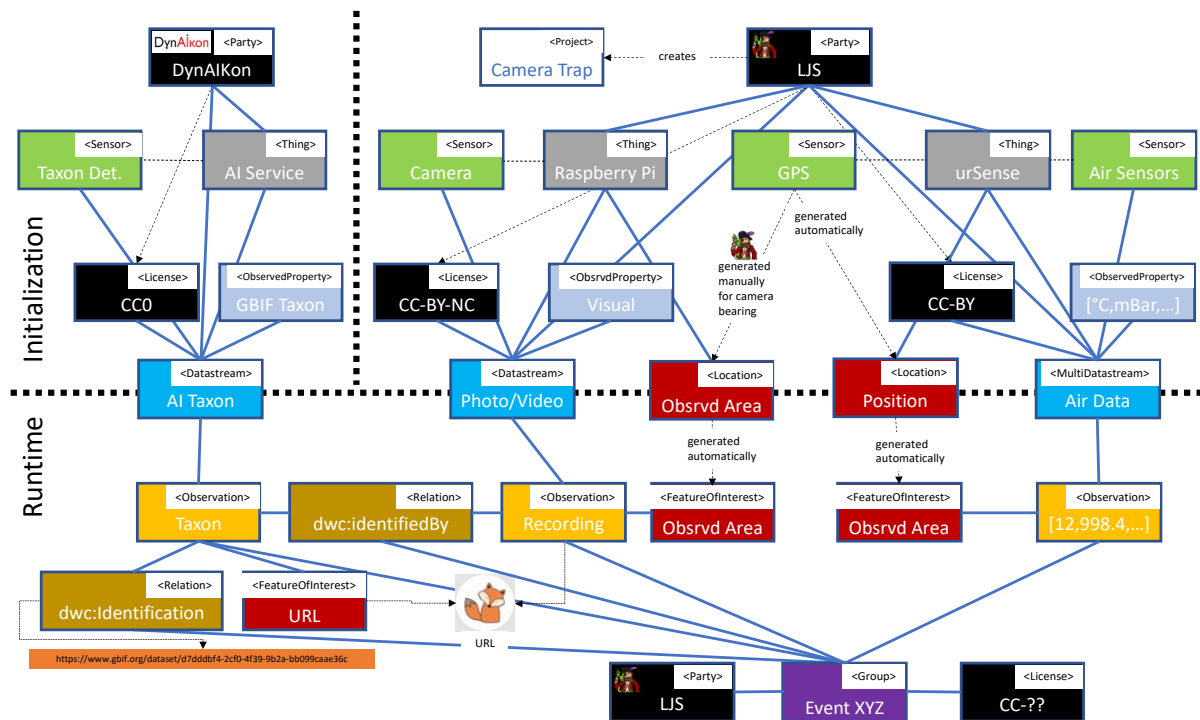 <Party>
DynAIkon
DynAIKon
<Project>
Camera Trap
creates
<Party>
LJS
Initialization
<Sensor>
Taxon Det.
<Thing>
AI Service
<Sensor>
Camera
<Thing>
Raspberry Pi
<Sensor>
GPS
<Thing>
urSense
<Sensor>
Air Sensors
generated
automatically
generated
manually
for camera
bearing
<License>
CC0
<ObservedProperty>
GBIF Taxon
<License>
CC-BY-NC
<ObsrvdProperty>
Visual
<License>
CC-BY
<ObservedProperty>
[°C,mBar,...]
<Datastream>
AI Taxon
<Datastream>
Photo/Video
<Location>
Obsrvd Area
<Location>
Position
<MultiDatastream>
Air Data
Runtime
generated
automatically
generated
automatically
<Observation>
Taxon
<Relation>
dwc:identifiedBy
<Observation>
Recording
<FeatureOfInterest>
Obsrvd Area
<FeatureOfInterest>
Obsrvd Area
<Observation>
[12,998.4,...]
<Relation>
dwc:Identification
<FeatureOfInterest>
URL
URL
https://www.gbif.org/dataset/d7dddbf4-2cf0-4f39-9b2a-bb099caae36c
<Party>
LJS
<Group>
Event XYZ
<License>
CC-??